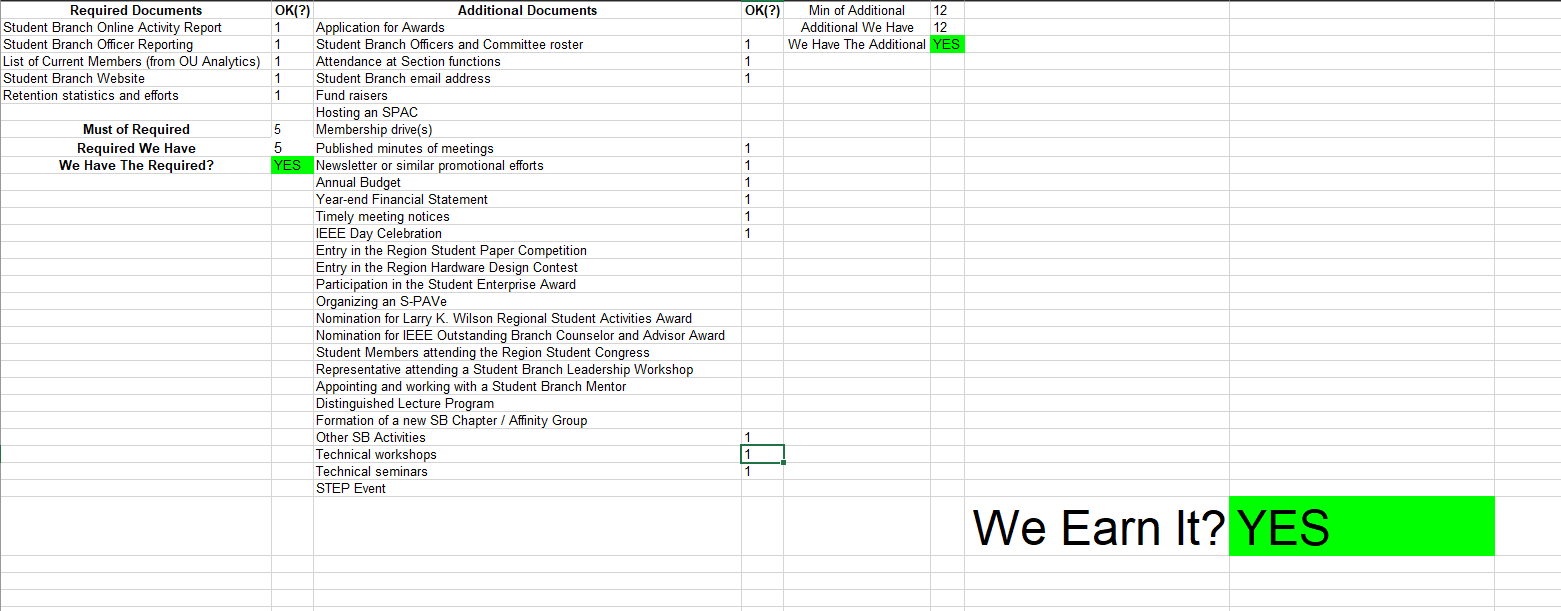 Required Documents OK(?) Additional Documents OK(?) Min of Additional 12
Student Branch Online Activity Report 1 Application for Awards Additional We Have 12
Student Branch Officer Reporting 1 Student Branch Officers and Committee roster 1 We Have The Additional YES
List of Current Members (from OU Analytics) 1 Attendance at Section functions 1
Student Branch Website 1 Student Branch email address 1
Retention statistics and efforts 1 Fund raisers
Hosting an SPAC
Must of Required 5 Membership drive(s)
Required We Have 5 Published minutes of meetings 1
We Have The Required? YES Newsletter or similar promotional efforts 1
Annual Budget 1
Year-end Financial Statement 1
Timely meeting notices 1
IEEE Day Celebration 1
Entry in the Region Student Paper Competition
Entry in the Region Hardware Design Contest
Participation in the Student Enterprise Award
Organizing an S-PAVe
Nomination for Larry K. Wilson Regional Student Activities Award
Nomination for IEEE Outstanding Branch Counselor and Advisor Award
Student Members attending the Region Student Congress
Representative attending a Student Branch Leadership Workshop
Appointing and working with a Student Branch Mentor
Distinguished Lecture Program
Formation of a new SB Chapter / Affinity Group
Other SB Activities 1
Technical workshops 1
Technical seminars 1
STEP Event
We Earn It? YES